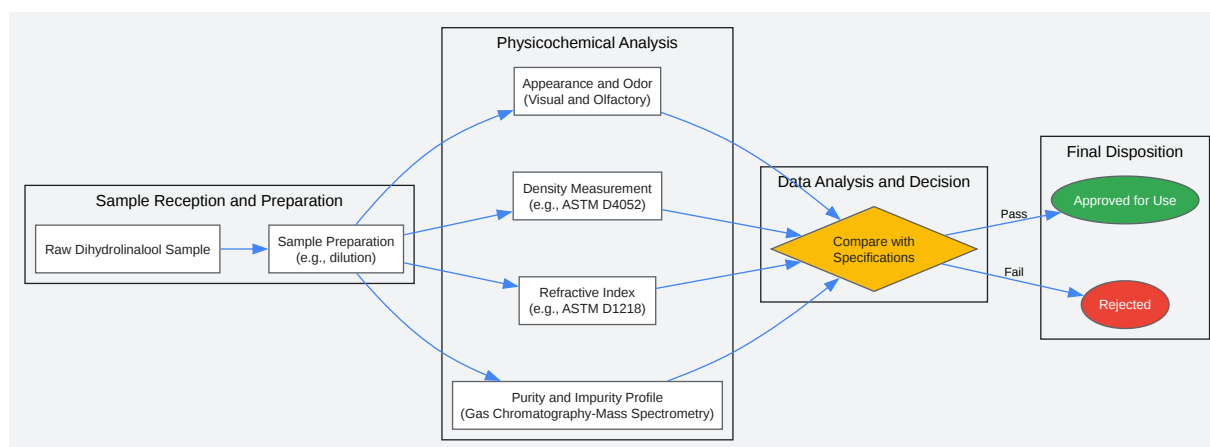 Sample Reception and Preparation
Raw Dihydrolinalool Sample
Sample Preparation
(e.g., dilution)
Physicochemical Analysis
Appearance and Odor
(Visual and Olfactory)
Density Measurement
(e.g., ASTM D4052)
Refractive Index
(e.g., ASTM D1218)
Purity and Impurity Profile
(Gas Chromatography-Mass Spectrometry)
Data Analysis and Decision
Compare with
Specifications
Pass
Fail
Final Disposition
Approved for Use
Rejected